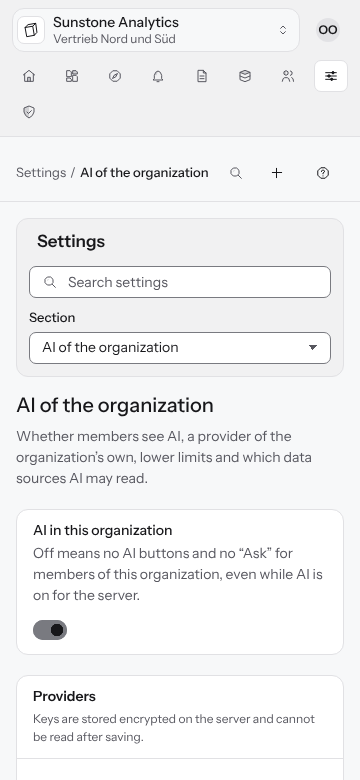 Sunstone Analytics
Vertrieb Nord und Süd
OO
Settings / AI of the organization
Settings
Search settings
Section
AI of the organization
AI of the organization
Whether members see AI, a provider of the
organization's own, lower limits and which data
sources AI may read.
AI in this organization
Off means no AI buttons and no “Ask” for
members of this organization, even while AI is
on for the server.
Providers
Keys are stored encrypted on the server and cannot
be read after saving.